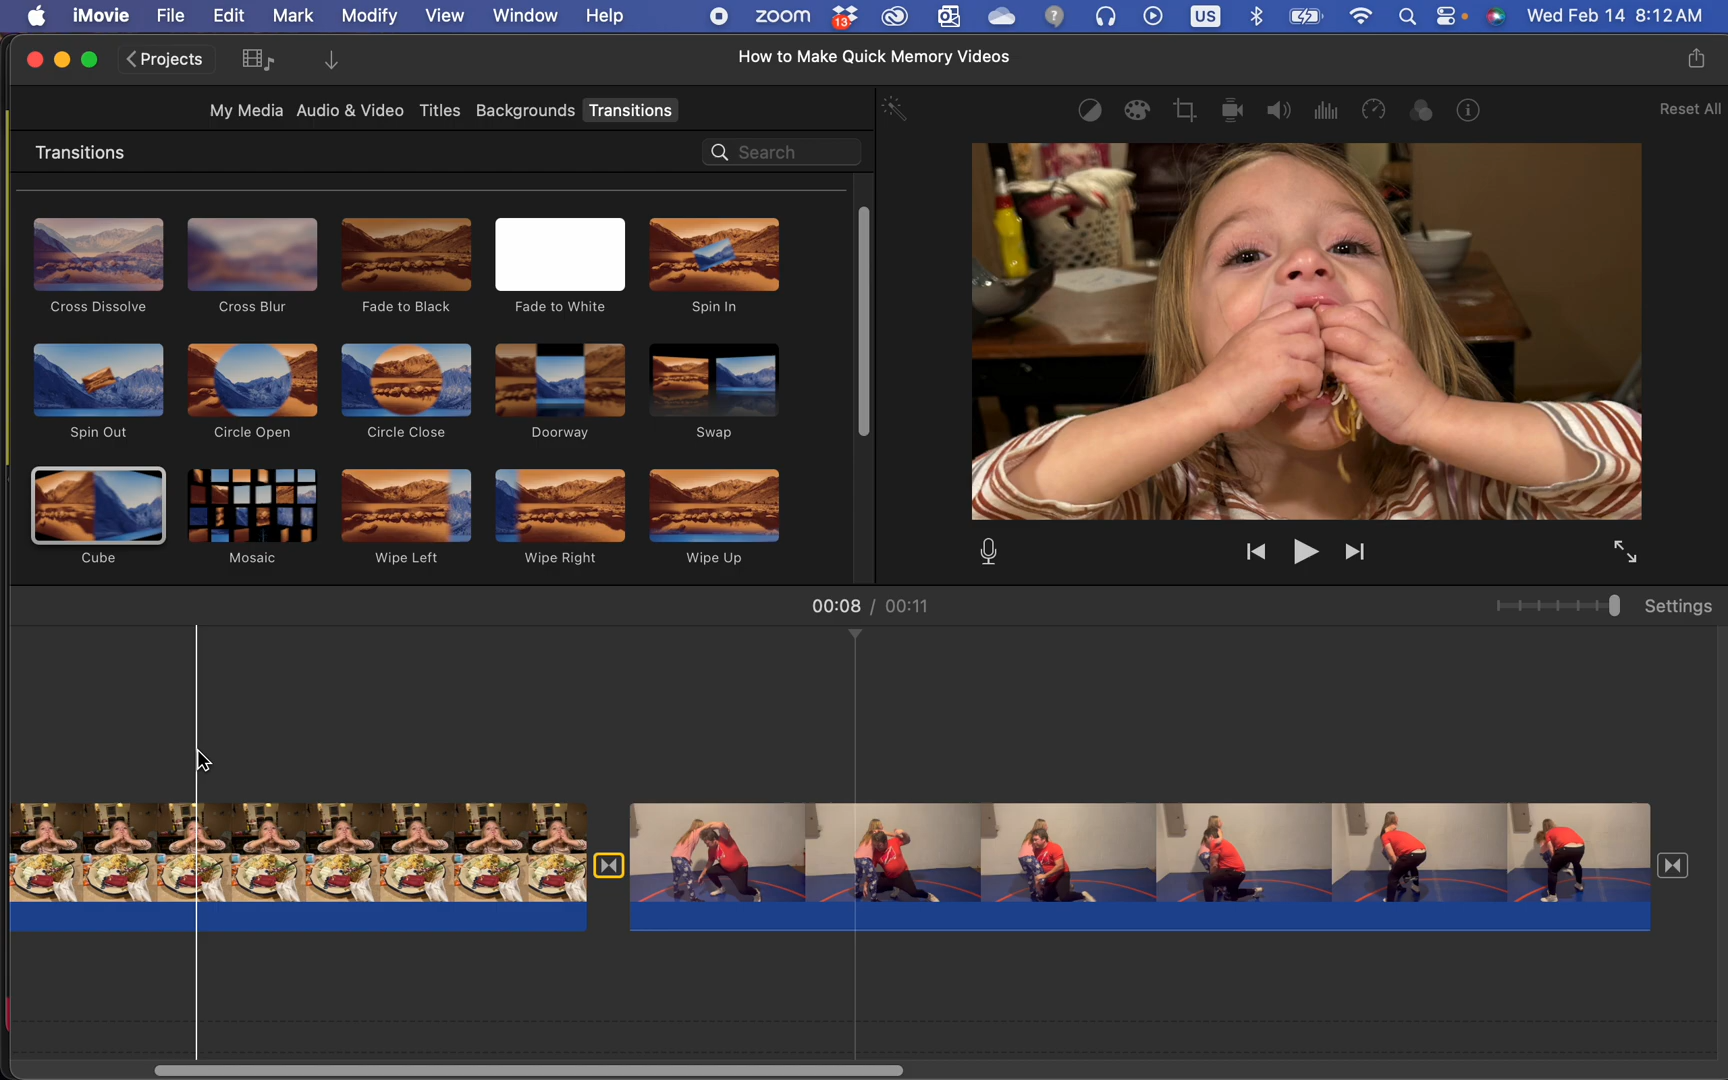 iMovie File Edit Mark Modify View Window Help zoom 13 US Wed Feb 14 8:12 AM
Projects How to Make Quick Memory Videos
My Media Audio & Video Titles Backgrounds Transitions Reset All
Transitions Search
Cross Dissolve Cross Blur Fade to Black Fade to White Spin In
Spin Out Circle Open Circle Close Doorway Swap
Cube Mosaic Wipe Left Wipe Right Wipe Up
00:08 / 00:11 Settings